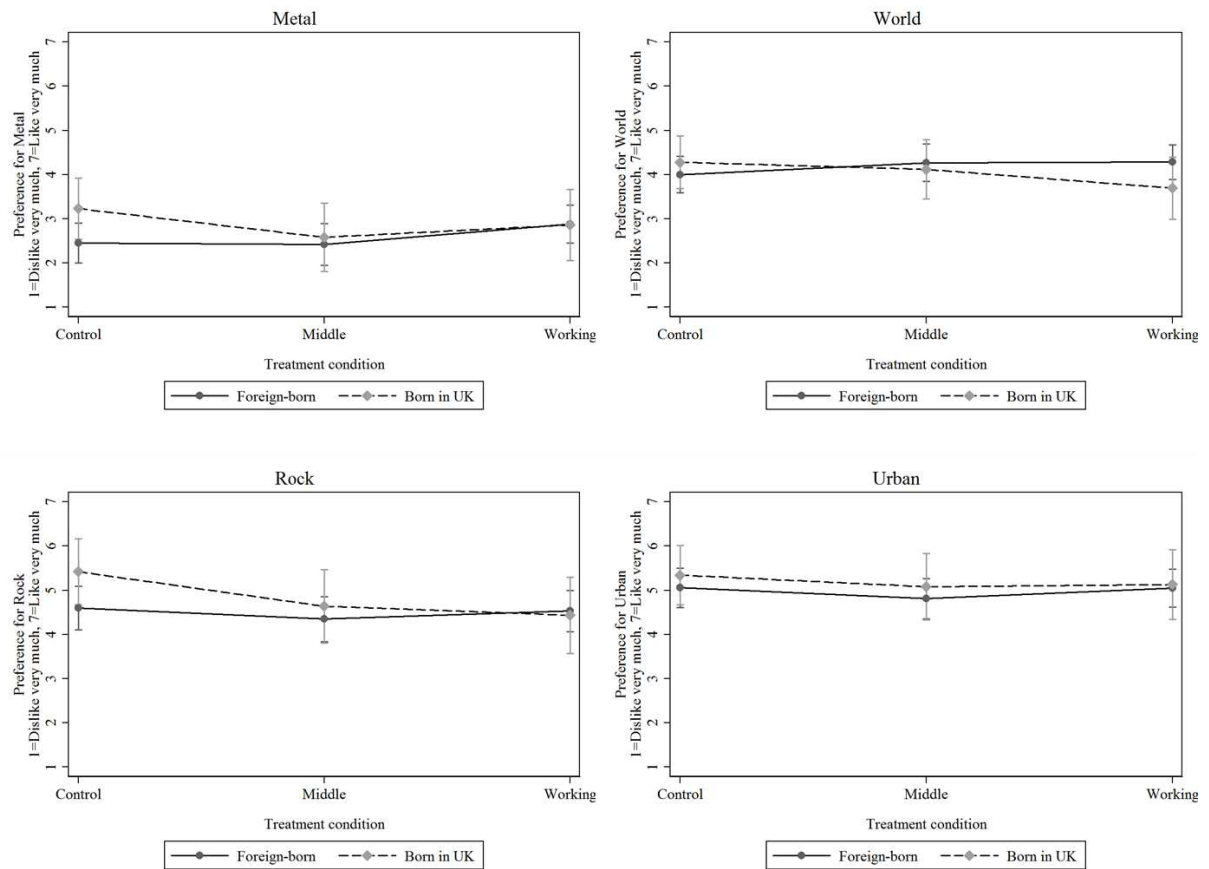 Metal
Preference for Metal
1=Dislike very much, 7=Like very much
7
6
5
4
3
2
1
Control
Middle
Working
Treatment condition
Foreign-born
Born in UK
World
Preference for World
1=Dislike very much, 7=Like very much
7
6
5
4
3
2
1
Control
Middle
Working
Treatment condition
Foreign-born
Born in UK
Rock
Preference for Rock
1=Dislike very much, 7=Like very much
7
6
5
4
3
2
1
Control
Middle
Working
Treatment condition
Foreign-born
Born in UK
Urban
Preference for Urban
1=Dislike very much, 7=Like very much
7
6
5
4
3
2
1
Control
Middle
Working
Treatment condition
Foreign-born
Born in UK